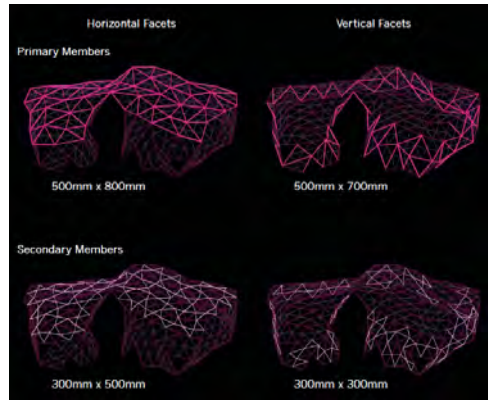 Horizontal Facets
Vertical Facets
Primary Members
500mm x 800mm
500mm x 700mm
Secondary Members
300mm x 500mm
300mm x 300mm